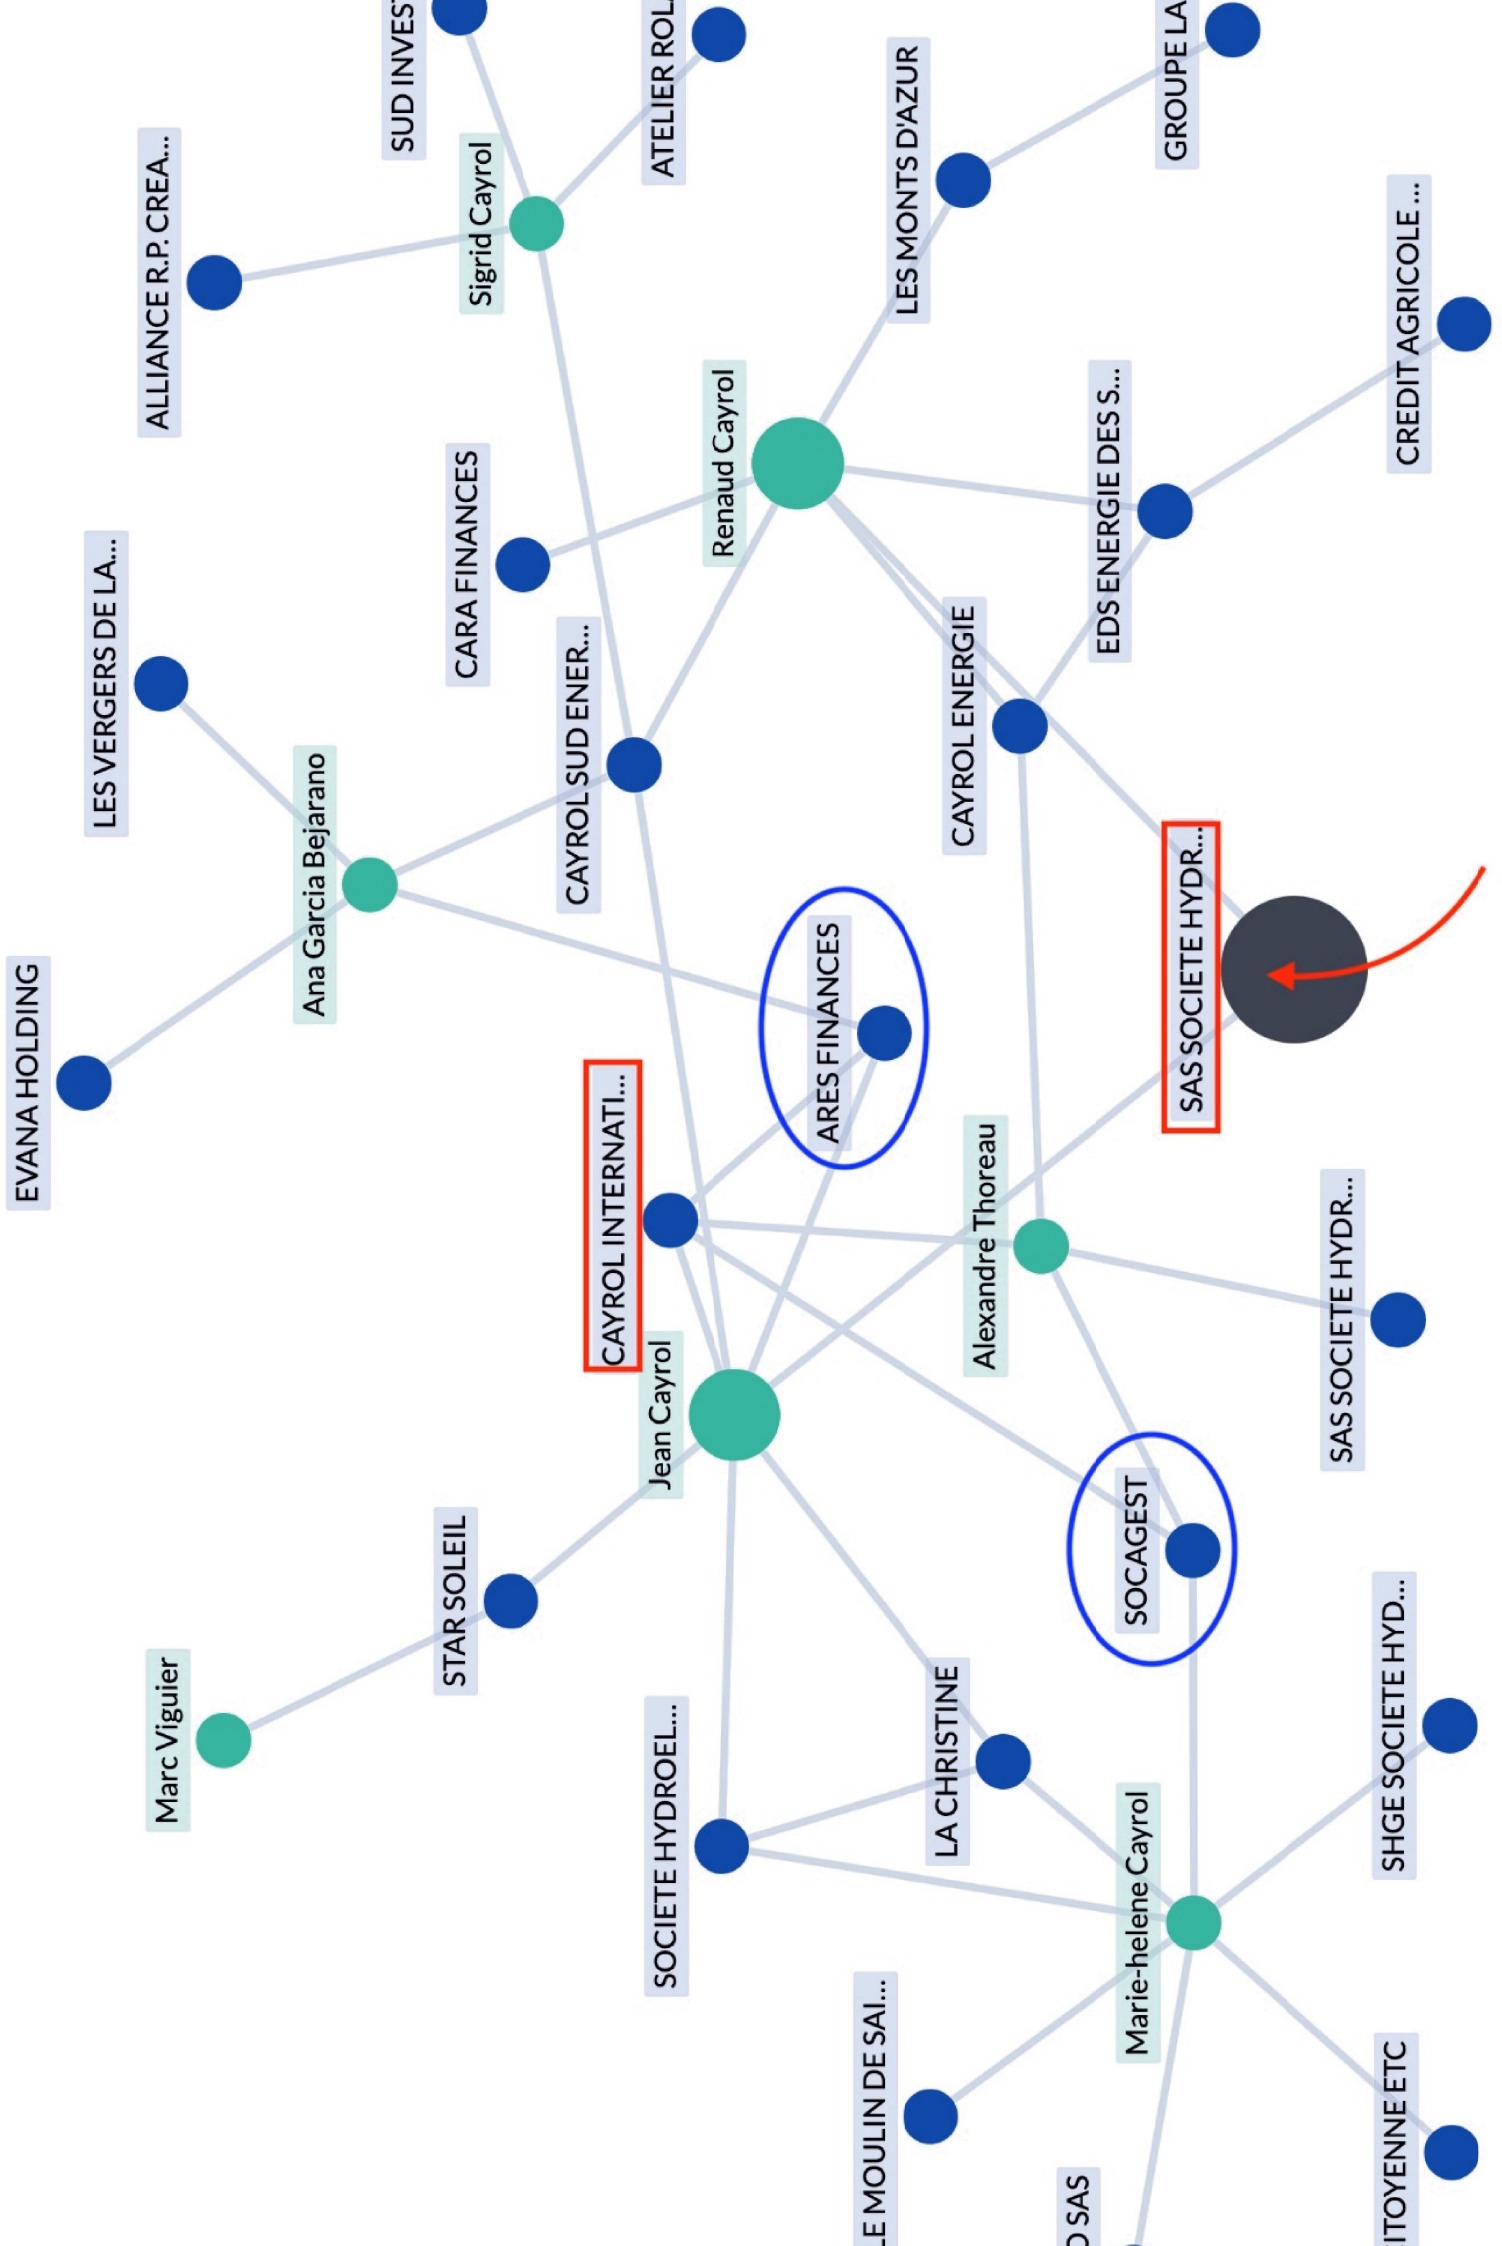 EVANA HOLDING
LES VERGERS DE LA...
ALLIANCE R.P. CREA...
Marc Viguier
Ana Garcia Bejarano
SUD INVEST
STAR SOLEIL
CARA FINANCES
Sigrid Cayrol
CAYROL SUD ENER...
CAYROL INTERNATI...
SOCIETE HYDROEL...
Jean Cayrol
ATELIER ROL
Renaud Cayrol
ARES FINANCES
LE MOULIN DE SAI...
LES MONTS D'AZUR
LA CHRISTINE
CAYROL ENERGIE
Alexandre Thoreau
SAS
EDS ENERGIE DES S...
Marie-helene Cayrol
SOCAGEST
GROUPE LA
SAS SOCIETE HYDR...
SAS SOCIETE HYDR...
ITOYENNE ETC
SHGE SOCIETE HYD...
CREDIT AGRICOLE ...